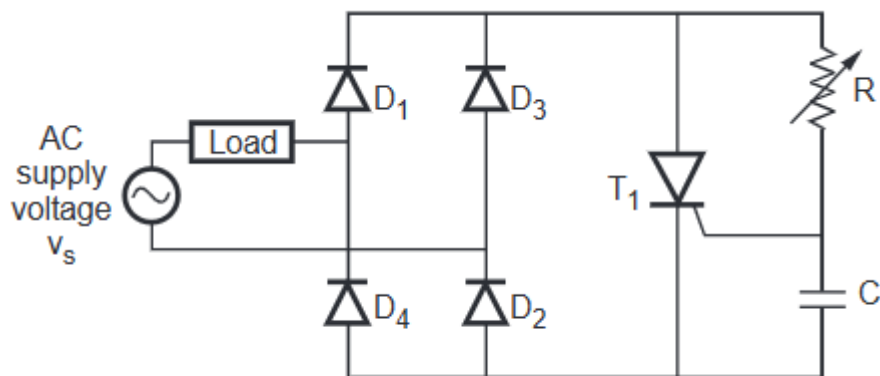 D₁
D₃
R
AC
supply
voltage
vₛ
Load
T₁
D₄
D₂
C